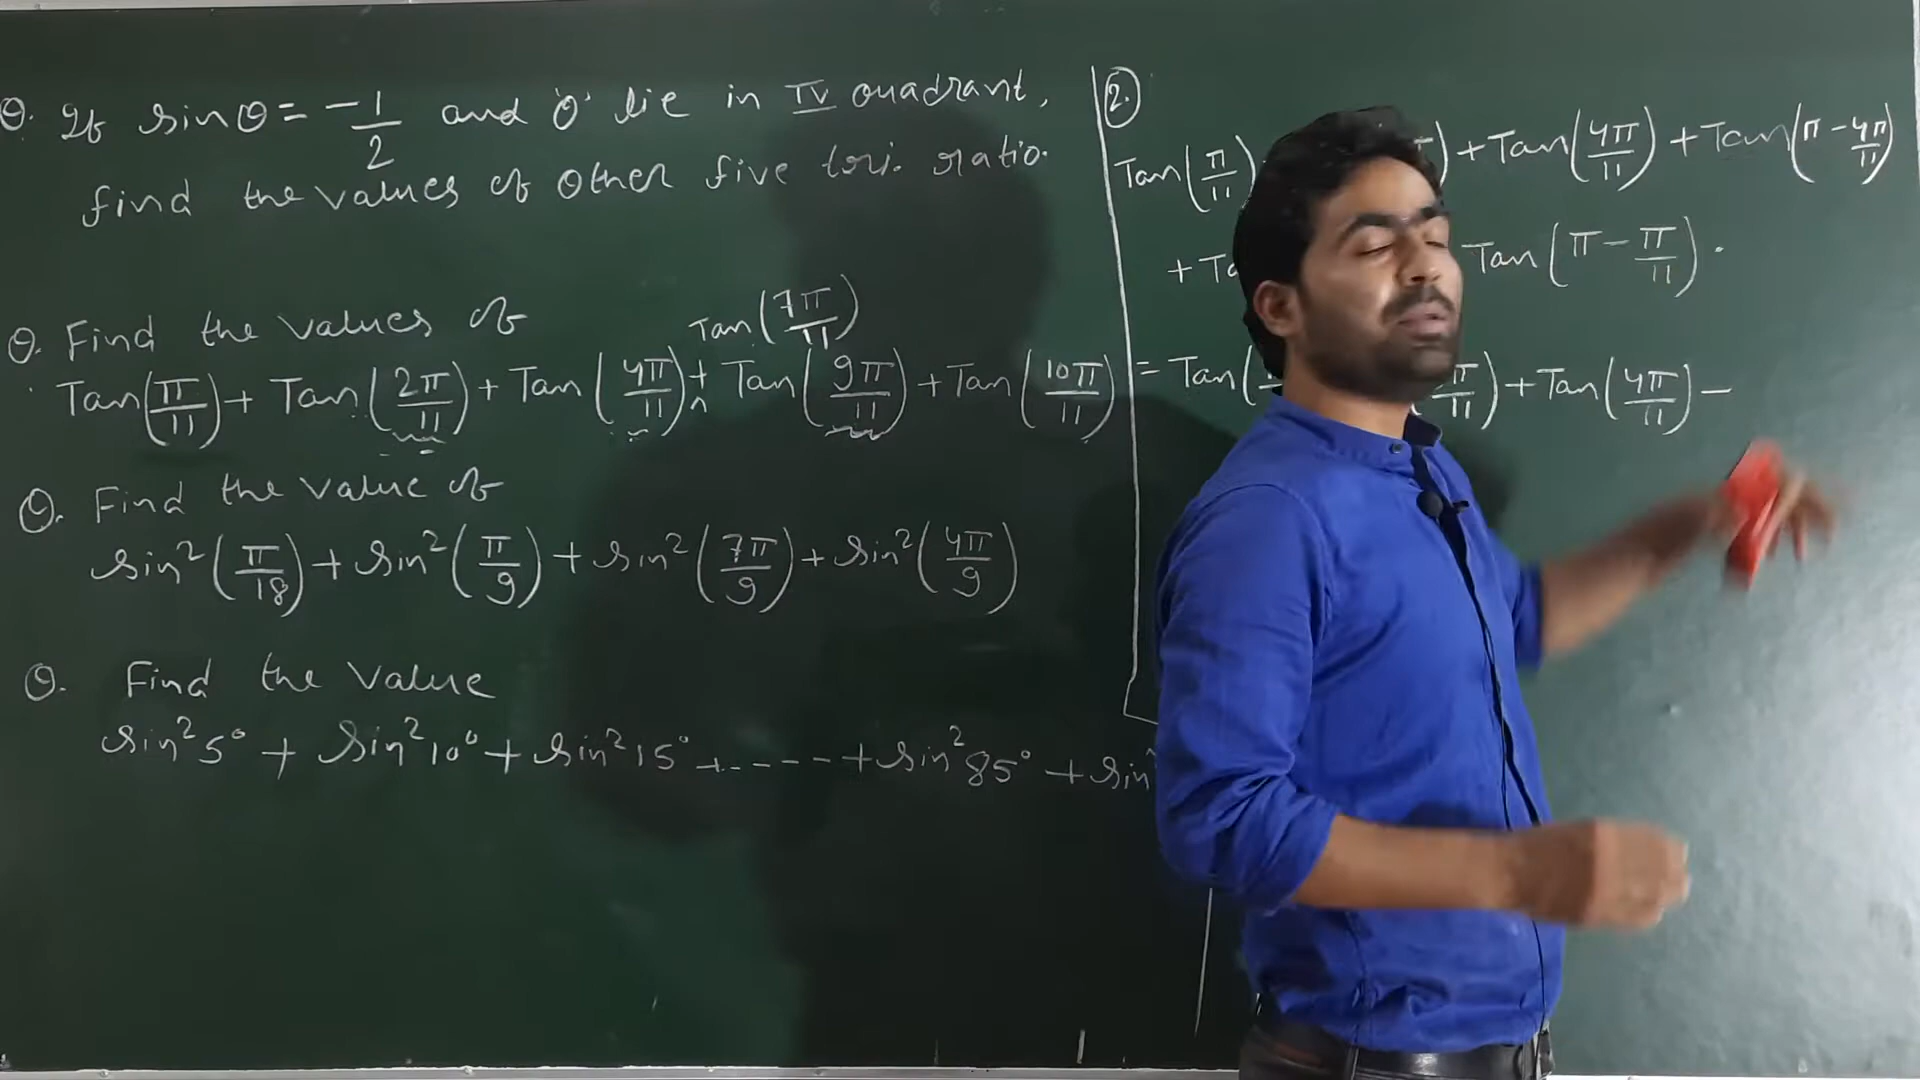 Q. If sinθ = -1/2 and 'θ' lie in IV quadrant,
find the values of other five tri. ratio.
Q. Find the values of
Tan(7π/11)
Tan(π/11) + Tan(2π/11) + Tan(4π/11) + Tan(9π/11) + Tan(10π/11)
Q. Find the value of
sin²(π/18) + sin²(π/9) + sin²(7π/9) + sin²(4π/9)
Q. Find the value
sin²5° + sin²10° + sin²15° +-----+ sin²85° + sin
2.
Tan(π/11) ) + Tan(4π/11) + Tan(π - 4π/11)
+ Ta Tan(π - π/11).
= Tan( π/11) + Tan(4π/11) -